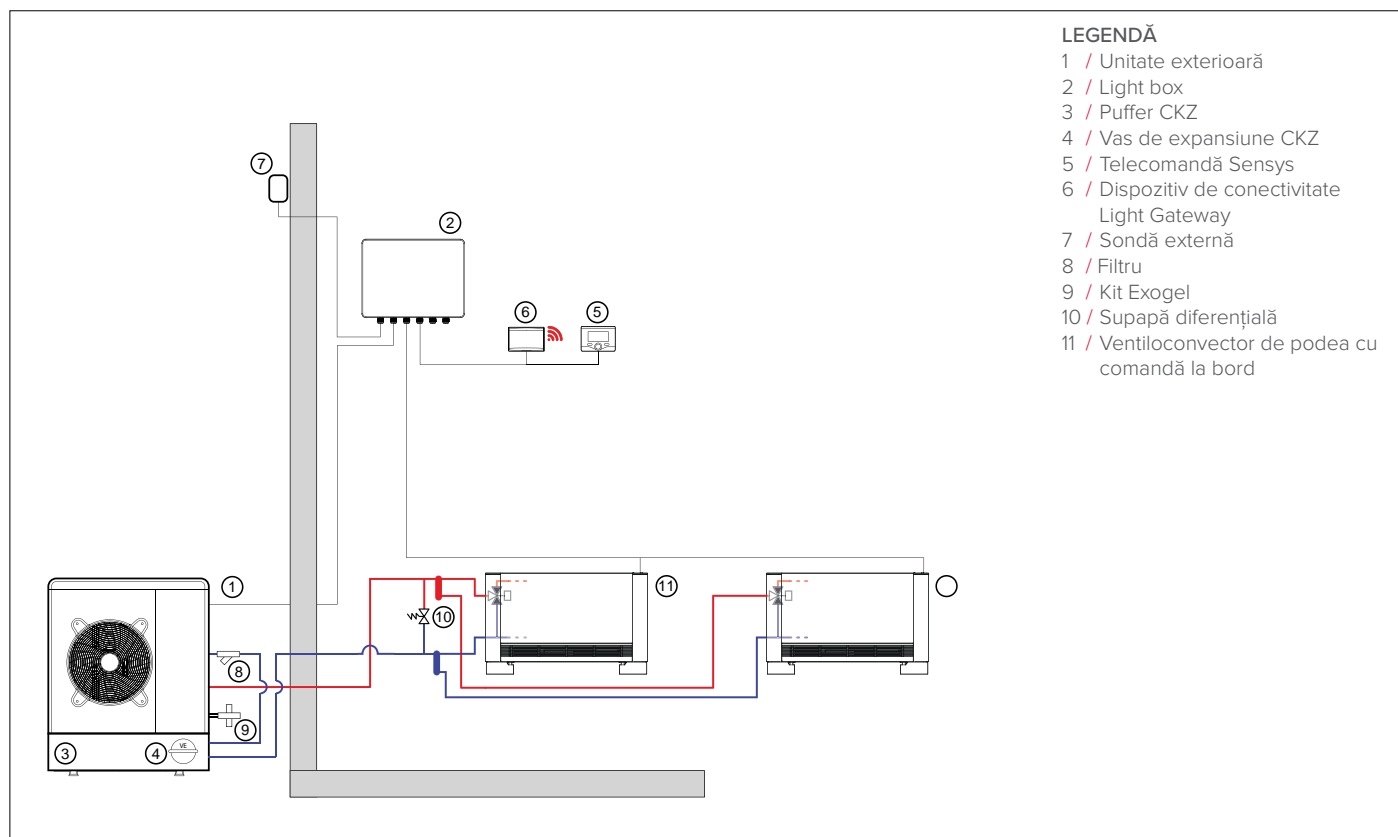 LEGENDĂ
1 / Unitate exterioară
2 / Light box
3 / Puffer CKZ
4 / Vas de expansiune CKZ
5 / Telecomandă Sensys
6 / Dispozitiv de conectivitate
Light Gateway
7 / Sondă externă
8 / Filtru
9 / Kit Exogel
10 / Supapă diferențială
11 / Ventiloconvector de podea cu
comandă la bord
7
2
6
5
1
11
10
8
9
3
4
VE